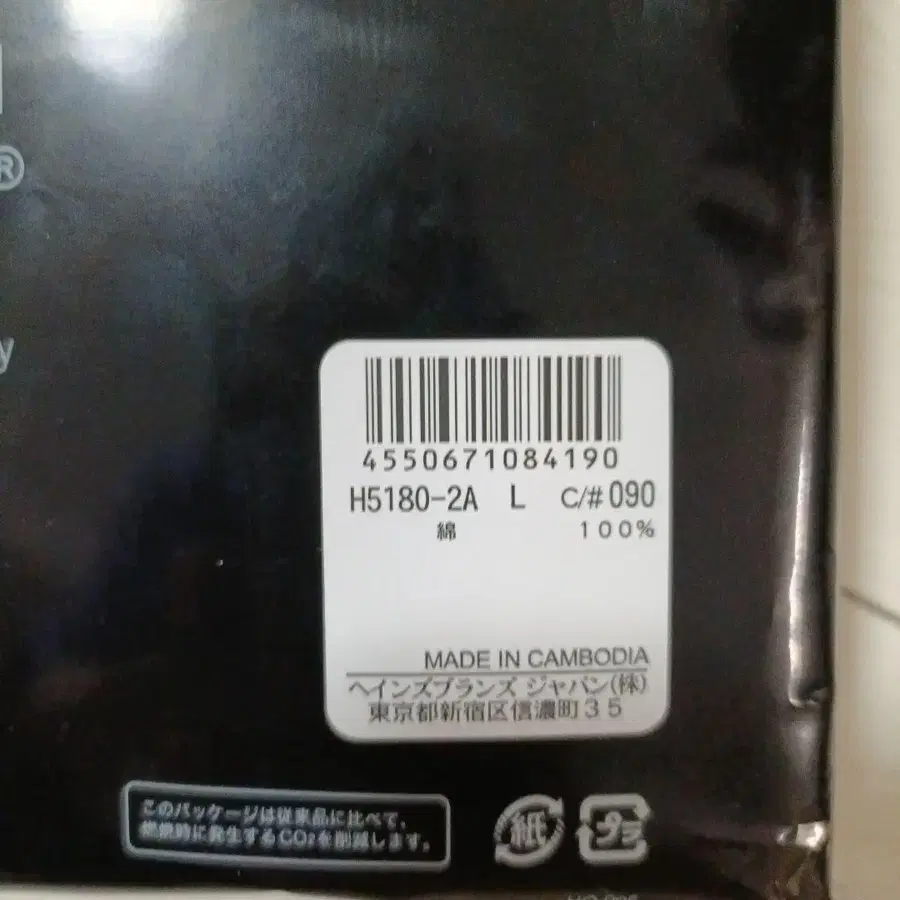 ®
y
4550671084190
H5180-2A L C/# 090
綿 100%
MADE IN CAMBODIA
ヘインズブランズ ジャパン(株)
東京都新宿区信濃町35
このパッケージは従来品に比べて、
燃焼時に発生するCO₂を削減します。
紙 プラ